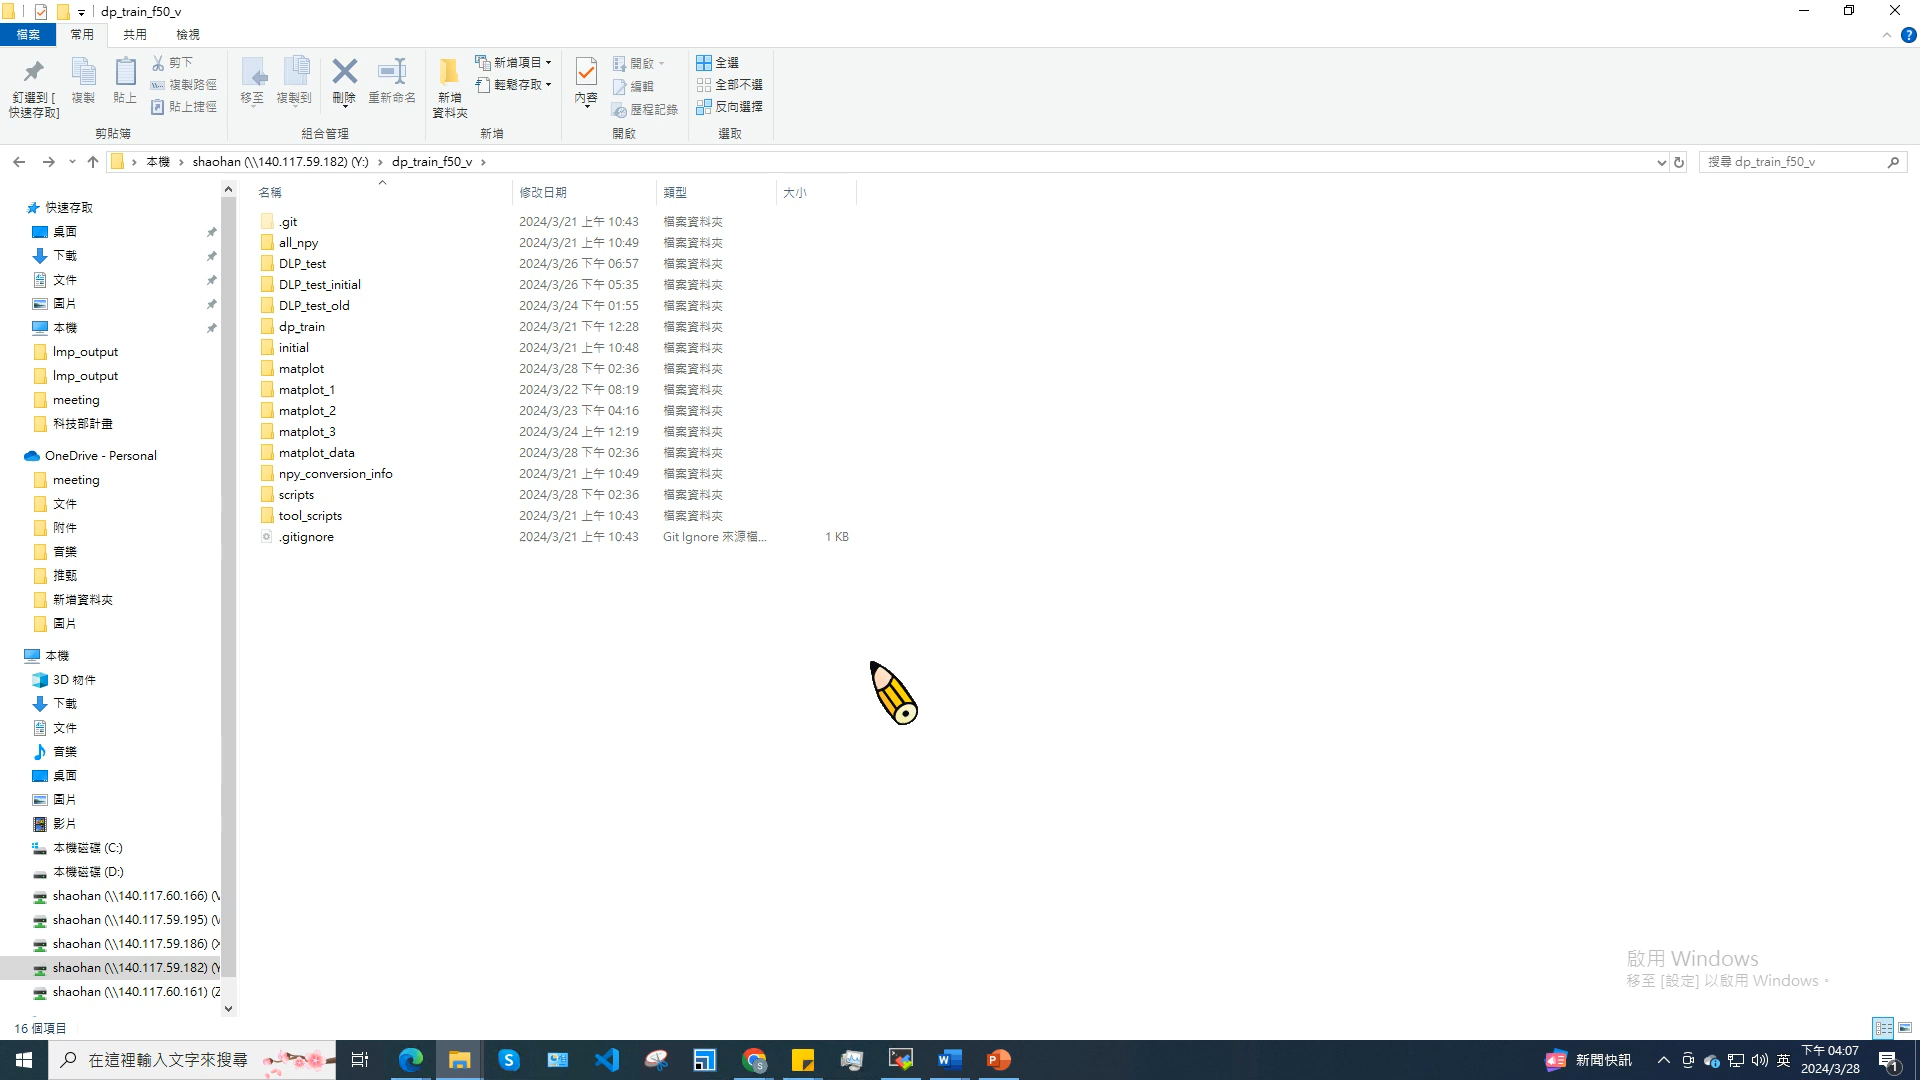 dp_train_f50_v
檔案 常用 共用 檢視
釘選到 [快速存取]
複製
貼上
剪下
複製路徑
貼上捷徑
移至
複製到
刪除
重新命名
新增資料夾
新增項目
輕鬆存取
內容
開啟
編輯
歷程記錄
全選
全部不選
反向選擇
剪貼簿 組合管理 新增 開啟 選取
本機 › shaohan (\\140.117.59.182) (Y:) › dp_train_f50_v ›
搜尋 dp_train_f50_v
名稱 修改日期 類型 大小
.git 2024/3/21 上午 10:43 檔案資料夾
all_npy 2024/3/21 上午 10:49 檔案資料夾
DLP_test 2024/3/26 下午 06:57 檔案資料夾
DLP_test_initial 2024/3/26 下午 05:35 檔案資料夾
DLP_test_old 2024/3/24 下午 01:55 檔案資料夾
dp_train 2024/3/21 下午 12:28 檔案資料夾
initial 2024/3/21 上午 10:48 檔案資料夾
matplot 2024/3/28 下午 02:36 檔案資料夾
matplot_1 2024/3/22 下午 08:19 檔案資料夾
matplot_2 2024/3/23 下午 04:16 檔案資料夾
matplot_3 2024/3/24 上午 12:19 檔案資料夾
matplot_data 2024/3/28 下午 02:36 檔案資料夾
npy_conversion_info 2024/3/21 上午 10:49 檔案資料夾
scripts 2024/3/28 下午 02:36 檔案資料夾
tool_scripts 2024/3/21 上午 10:43 檔案資料夾
.gitignore 2024/3/21 上午 10:43 Git Ignore 來源檔... 1 KB
快速存取
桌面
下載
文件
圖片
本機
lmp_output
lmp_output
meeting
科技部計畫
OneDrive - Personal
meeting
文件
附件
音樂
推甄
新增資料夾
圖片
本機
3D 物件
下載
文件
音樂
桌面
圖片
影片
本機磁碟 (C:)
本機磁碟 (D:)
shaohan (\\140.117.60.166) (V
shaohan (\\140.117.59.195) (
shaohan (\\140.117.59.186) (X
shaohan (\\140.117.59.182) (Y
shaohan (\\140.117.60.161) (Z
16 個項目
啟用 Windows
移至 [設定] 以啟用 Windows。
在這裡輸入文字來搜尋
新聞快訊
英
下午 04:07
2024/3/28
1